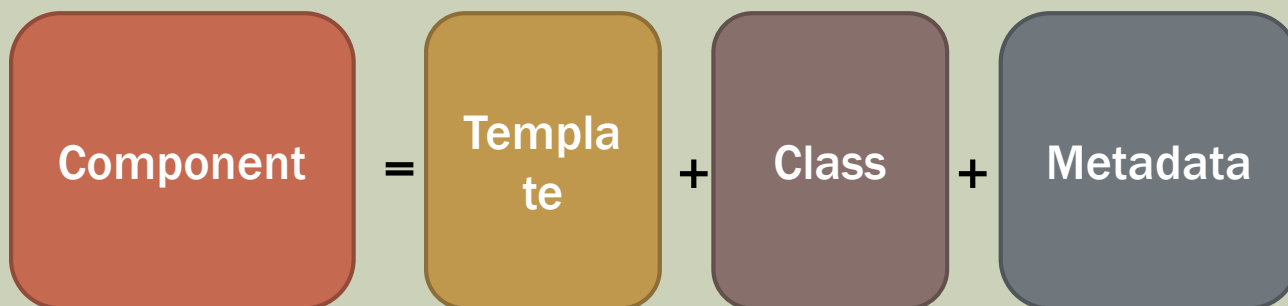 Component = Templa + Class + Metadata
te